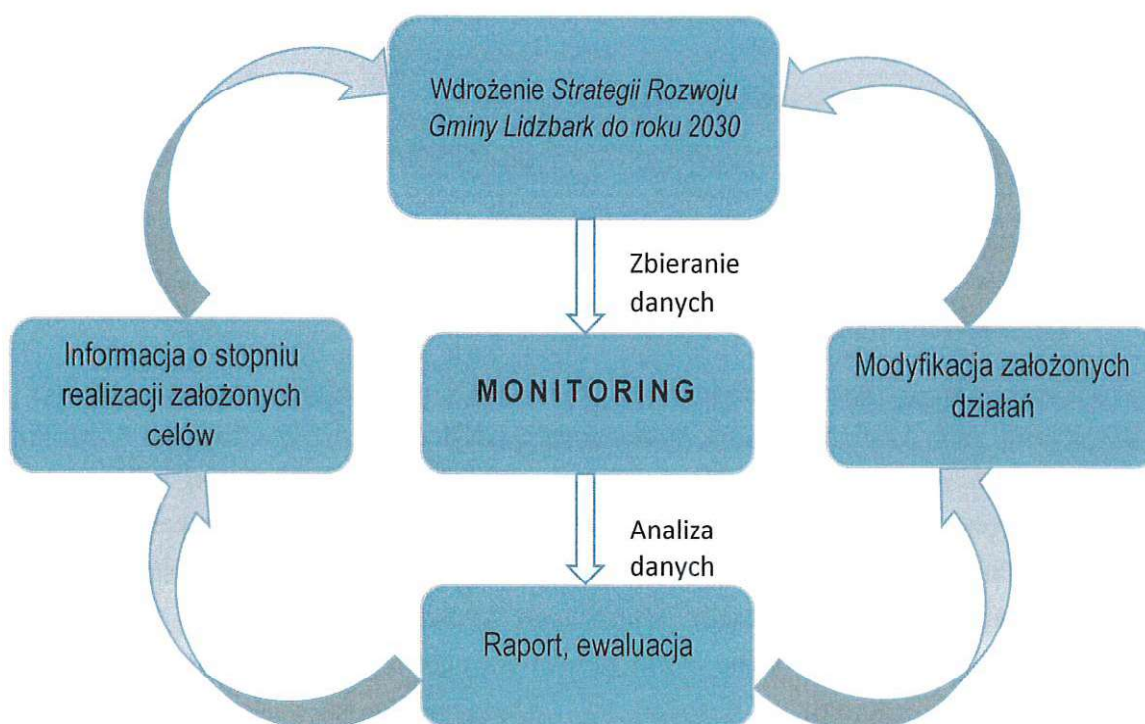 Wdrożenie Strategii Rozwoju
Gminy Lidzbark do roku 2030
Zbieranie
danych
Informacja o stopniu
realizacji założonych
celów
MONITORING
Modyfikacja założonych
działań
Analiza
danych
Raport, ewaluacja